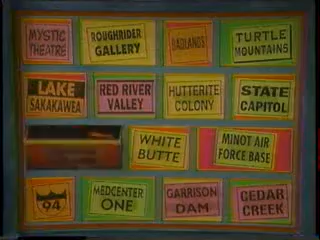 MYSTIC
THEATRE
ROUGHRIDER
GALLERY
BADLANDS
TURTLE
MOUNTAINS
LAKE
SAKAKAWEA
RED RIVER
VALLEY
HUTTERITE
COLONY
STATE
CAPITOL
WHITE
BUTTE
MINOT AIR
FORCE BASE
94
MEDCENTER
ONE
GARRISON
DAM
CEDAR
CREEK